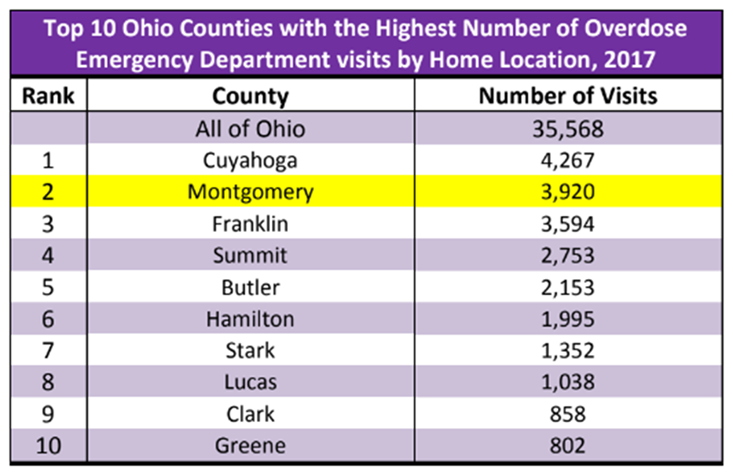 Top 10 Ohio Counties with the Highest Number of Overdose
Emergency Department visits by Home Location, 2017
Rank County Number of Visits
All of Ohio 35,568
1 Cuyahoga 4,267
2 Montgomery 3,920
3 Franklin 3,594
4 Summit 2,753
5 Butler 2,153
6 Hamilton 1,995
7 Stark 1,352
8 Lucas 1,038
9 Clark 858
10 Greene 802